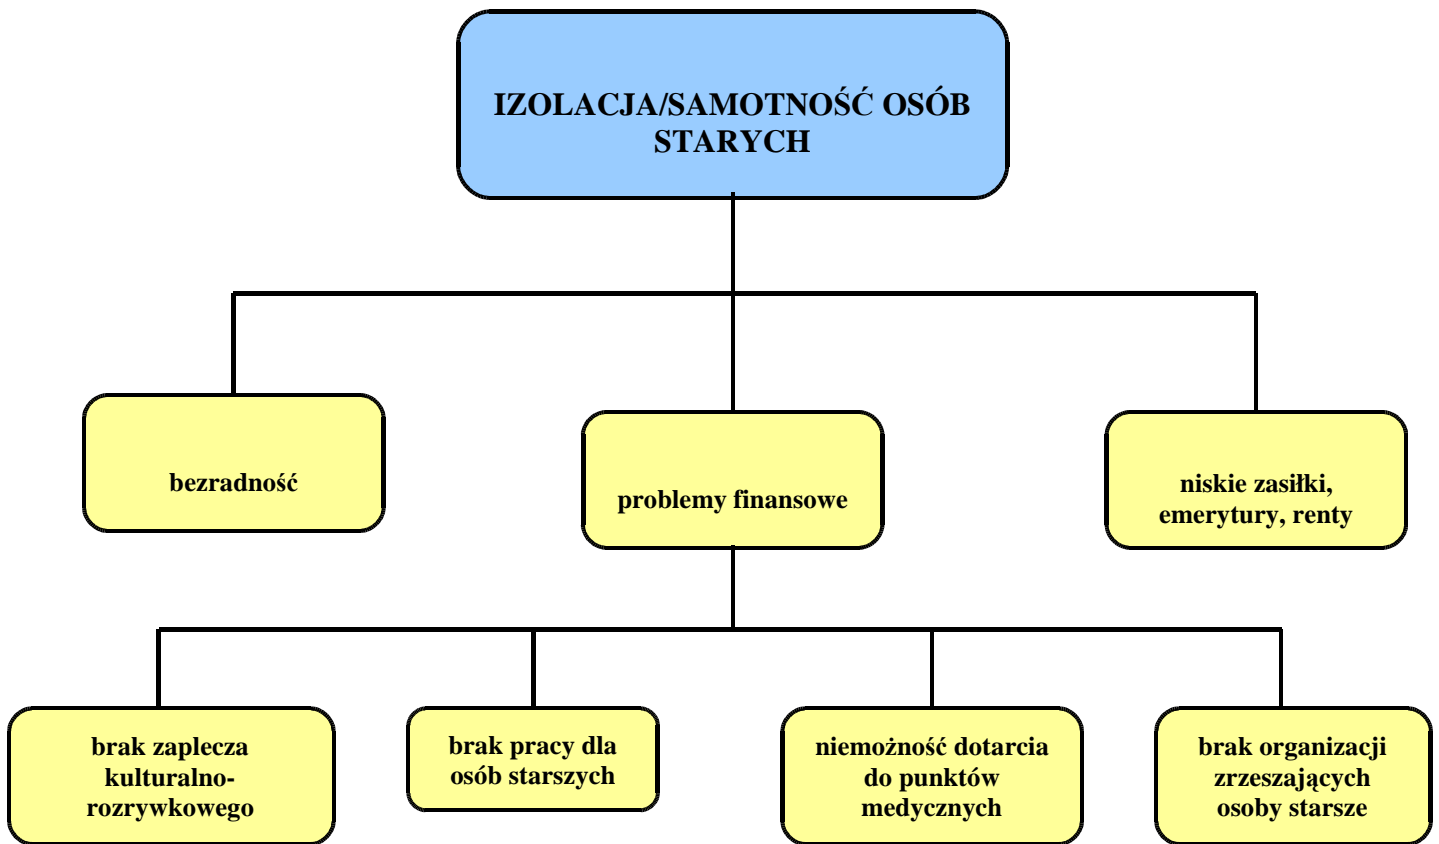 IZOLACJA/SAMOTNOŚĆ OSÓB
STARYCH
bezradność
problemy finansowe
niskie zasiłki,
emerytury, renty
brak zaplecza
kulturalno-
rozrywkowego
brak pracy dla
osób starszych
niemożność dotarcia
do punktów
medycznych
brak organizacji
zrzeszających
osoby starsze